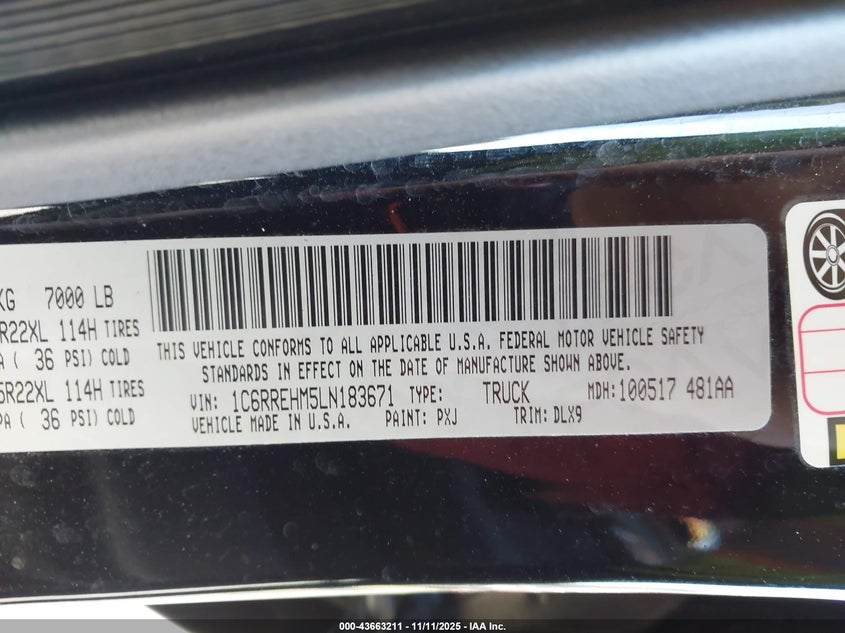 KG 7000 LB
R22XL 114H TIRES
PA ( 36 PSI) COLD
5R22XL 114H TIRES
PA ( 36 PSI) COLD
THIS VEHICLE CONFORMS TO ALL APPLICABLE U.S.A. FEDERAL MOTOR VEHICLE SAFETY
STANDARDS IN EFFECT ON THE DATE OF MANUFACTURE SHOWN ABOVE.
VIN: 1C6RREHM5LN183671 TYPE: TRUCK MDH: 100517 481AA
VEHICLE MADE IN U.S.A. PAINT: PXJ TRIM: DLX9
000-43663211 - 11/11/2025 - IAA Inc.